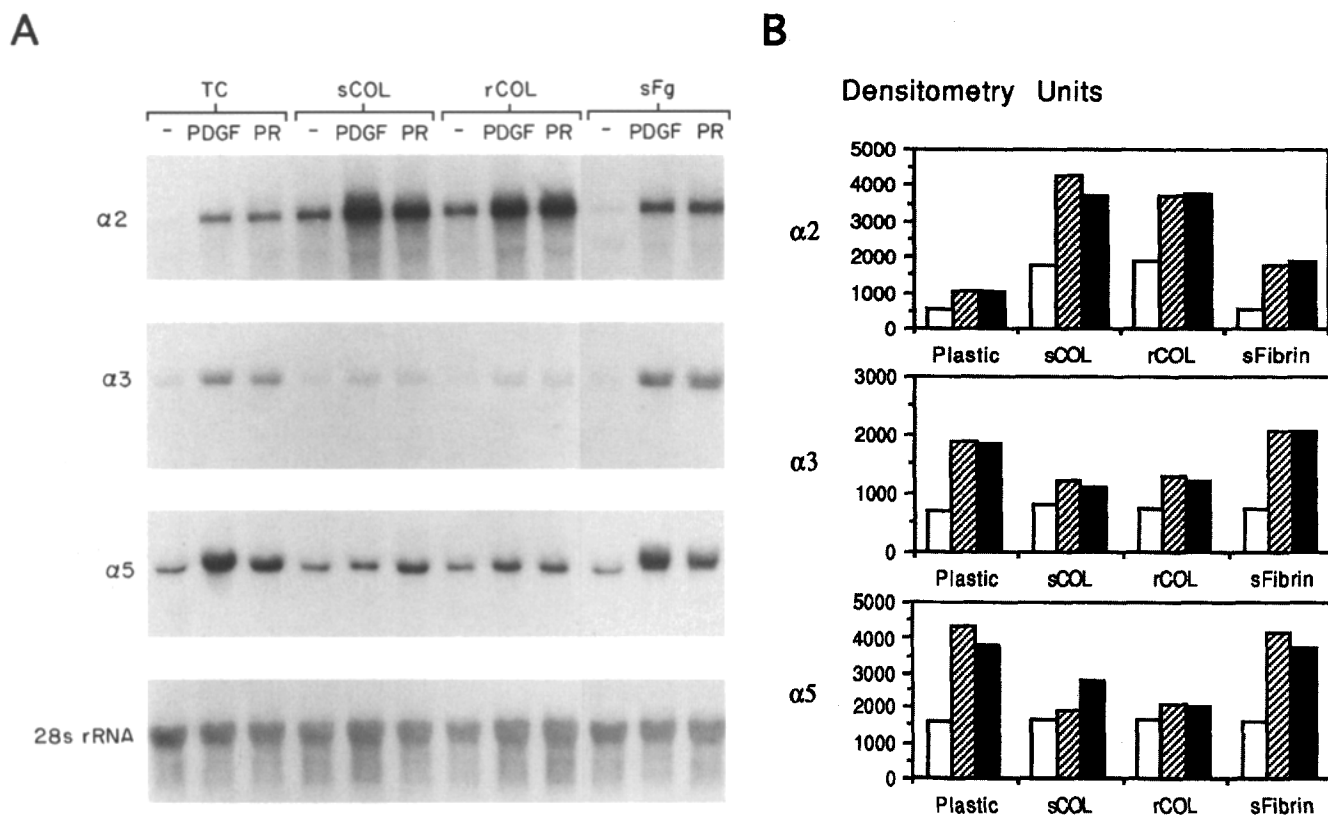 A
TC sCOL rCOL sFg
- PDGF PR - PDGF PR - PDGF PR - PDGF PR
α2
α3
α5
28s rRNA
B
Densitometry Units
α2
5000
4000
3000
2000
1000
0
Plastic sCOL rCOL sFibrin
α3
3000
2000
1000
0
Plastic sCOL rCOL sFibrin
α5
5000
4000
3000
2000
1000
0
Plastic sCOL rCOL sFibrin